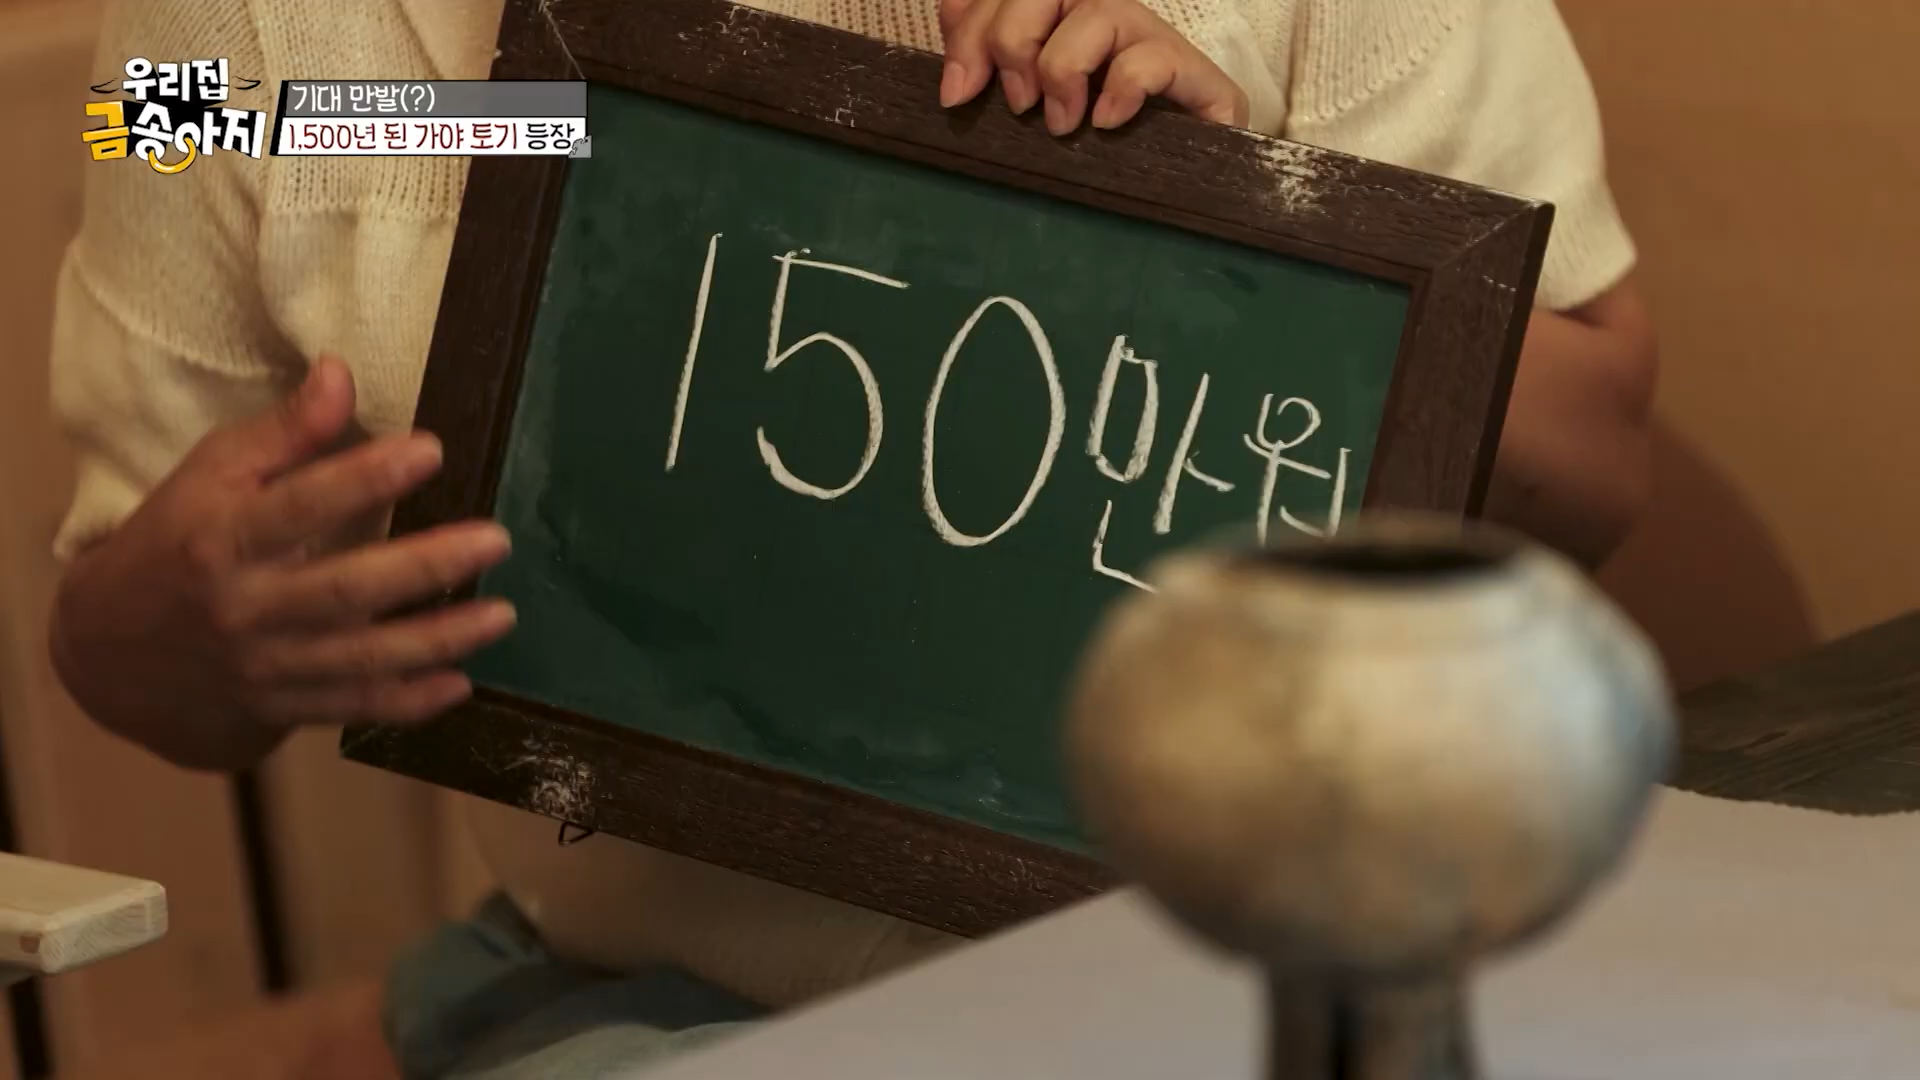 우리집
금송아지
기대 만발(?)
1,500년 된 가야 토기 등장
150만원